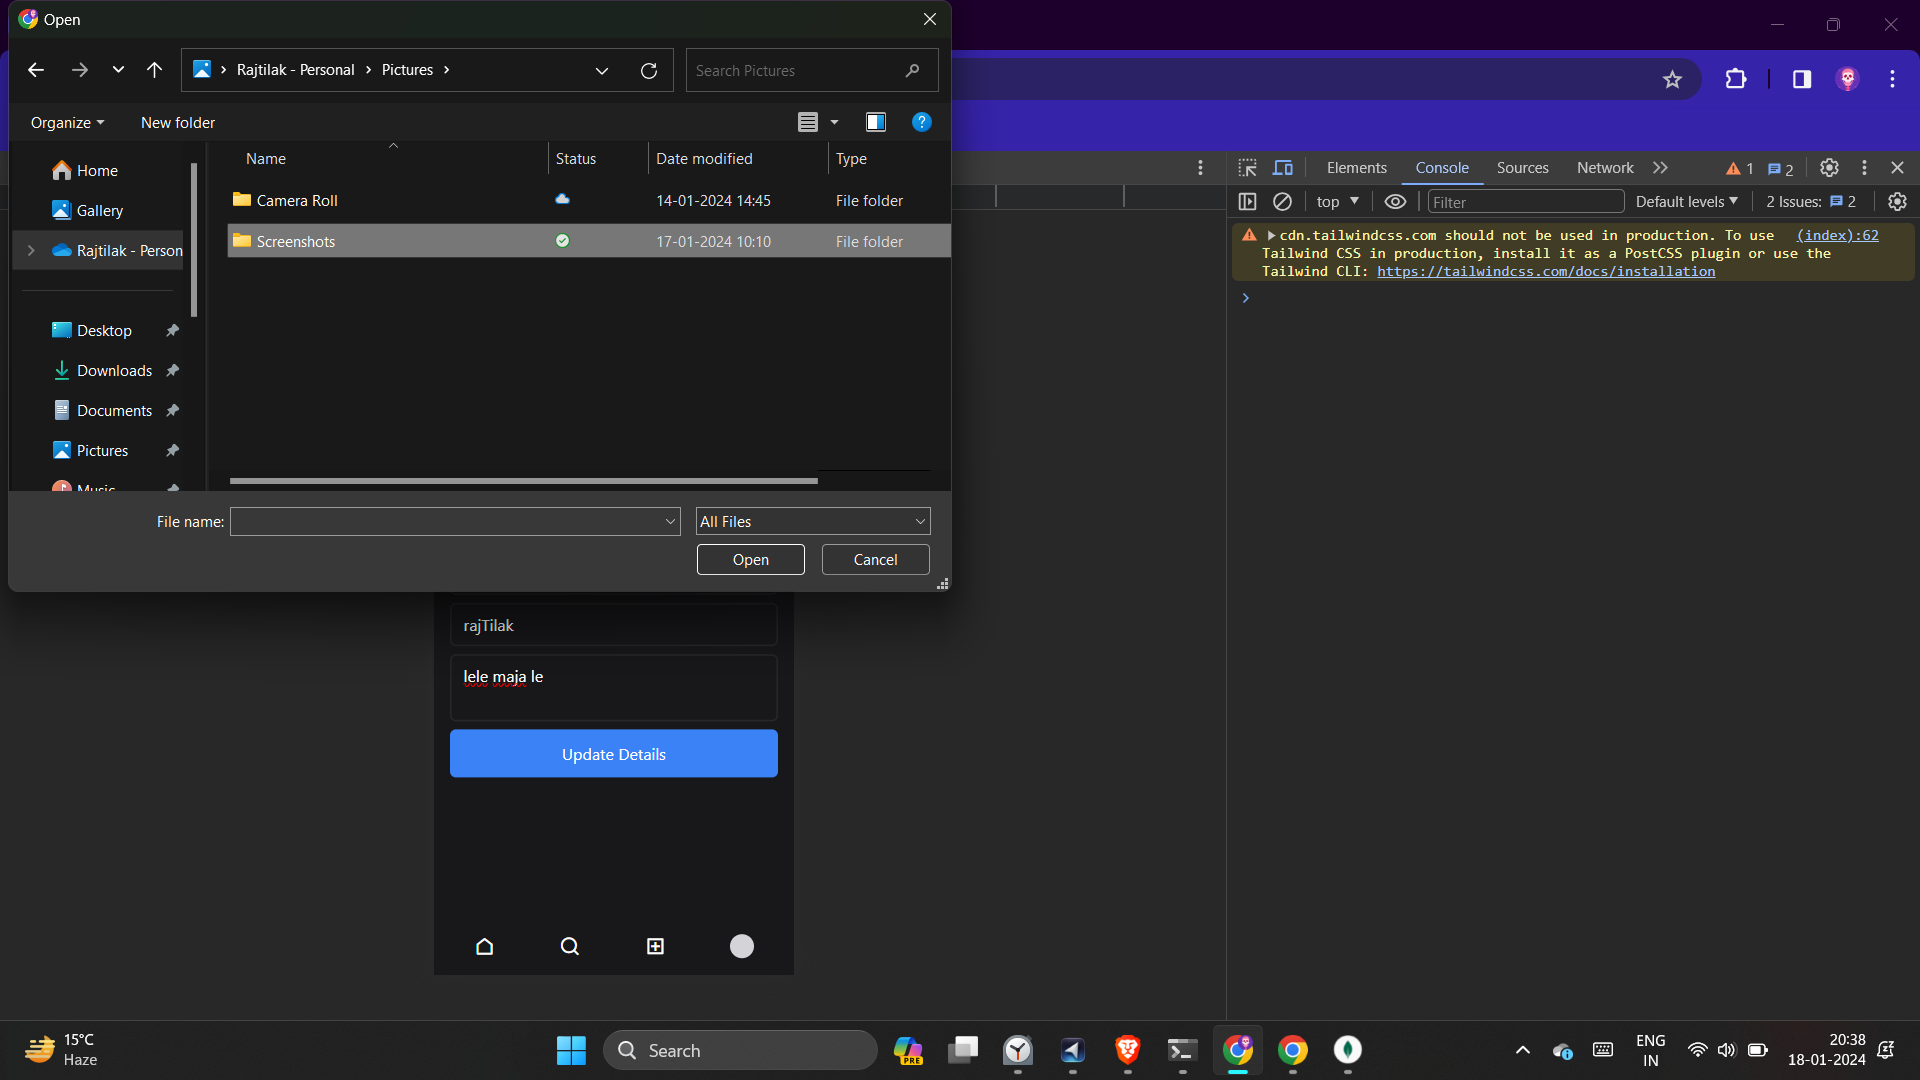 Open
Rajtilak - Personal > Pictures >
Search Pictures
Organize
New folder
Name
Status
Date modified
Type
Home
Camera Roll
14-01-2024 14:45
File folder
Gallery
Screenshots
17-01-2024 10:10
File folder
Rajtilak - Person
Desktop
Downloads
Documents
Pictures
Music
File name:
All Files
Open
Cancel
Elements
Console
Sources
Network
1
2
top
Filter
Default levels
2 Issues:
2
cdn.tailwindcss.com should not be used in production. To use (index):62
Tailwind CSS in production, install it as a PostCSS plugin or use the
Tailwind CLI: https://tailwindcss.com/docs/installation
rajTilak
lele maja le
Update Details
15°C
Haze
Search
PRE
ENG
IN
20:38
18-01-2024